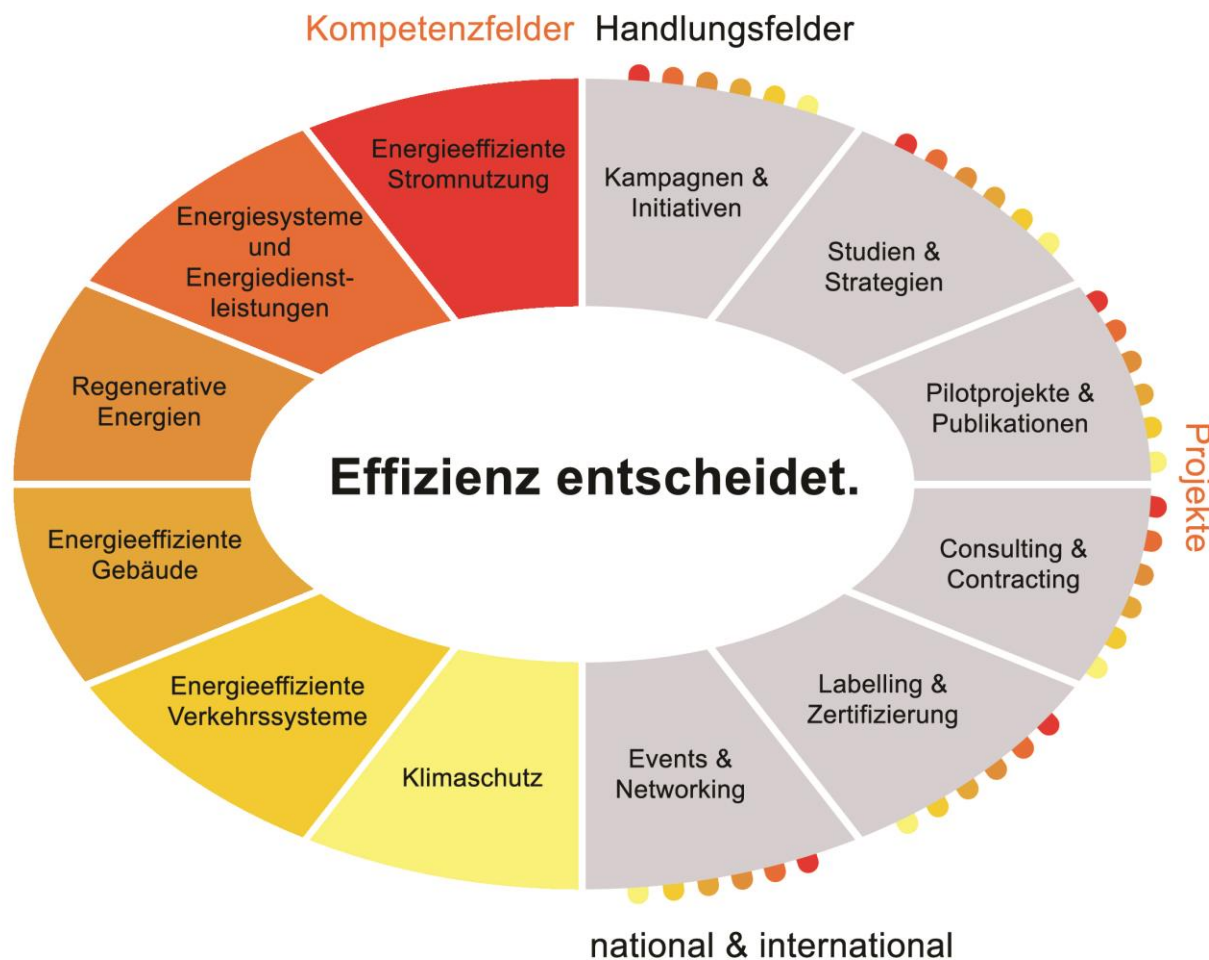 Kompetenzfelder Handlungsfelder
Energieeffiziente
Stromnutzung
Energiesysteme
und
Energiedienst-
leistungen
Regenerative
Energien
Energieeffiziente
Gebäude
Energieeffiziente
Verkehrssysteme
Klimaschutz
Effizienz entscheidet.
Kampagnen &
Initiativen
Studien &
Strategien
Pilotprojekte &
Publikationen
Consulting &
Contracting
Labelling &
Zertifizierung
Events &
Networking
Projekte
national & international